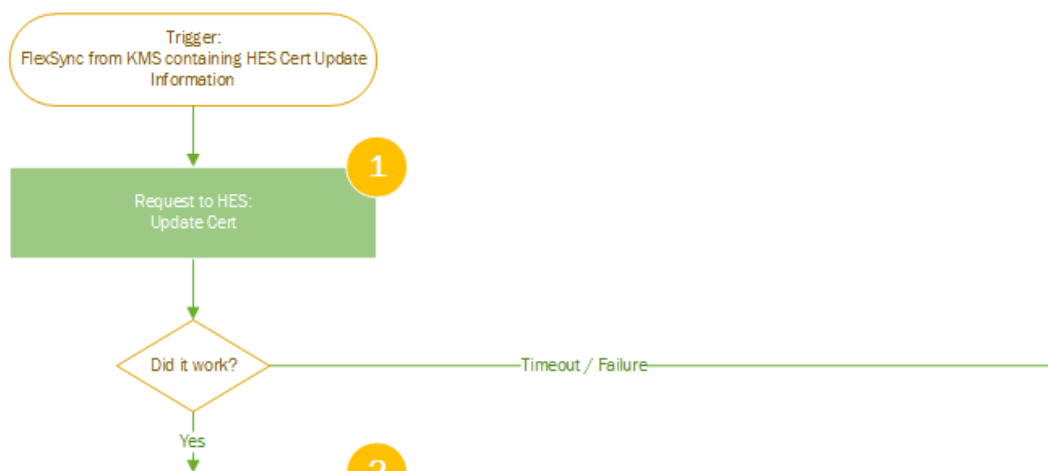 Trigger:
FlexSync from KMS containing HES Cert Update
Information
1
Request to HES:
Update Cert
Did it work?
Timeout / Failure
Yes
2